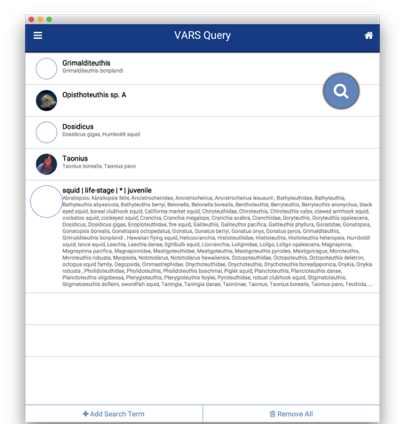 VARS Query
Grimalditeuthis
Grimalditeuthis bonplandi
Opisthoteuthis sp. A
Dosidicus
Dosidicus gigas, Humboldt squid
Taonius
Taonius borealis, Taonius pavo
squid | life-stage | * | juvenile
Abraliopsis, Abraliopsis felis, Ancistrocheiridae, Ancistrocheirus, Ancistrocheirus lesueurii , Bathyteuthidae, Bathyteuthis,
Bathyteuthis abyssicola, Bathyteuthis berryi, Belonella, Belonella borealis, Benthoteuthis, Berryteuthis, Berryteuthis anonychus, black
eyed squid, boreal clubhook squid, California market squid, Chiroteuthidae, Chiroteuthis, Chiroteuthis calyx, clawed armhook squid,
cockatoo squid, cockeyed squid, Cranchia, Cranchia megalops, Cranchia scabra, Cranchiidae, Doryteuthis, Doryteuthis opalescens,
Dosidicus, Dosidicus gigas, Enoploteuthidae, fire squid, Galiteuthis, Galiteuthis pacifica, Galiteuthis phyllura, Gonatidae, Gonatopsis,
Gonatopsis borealis, Gonatopsis octopedatus, Gonatus, Gonatus berryi, Gonatus onyx, Gonatus pyros, Grimalditeuthis,
Grimalditeuthis bonplandi , Hawaiian flying squid, Heliocranchia, Histioteuthidae, Histioteuthis, Histioteuthis heteropsis, Humboldt
squid, lance squid, Leachia, Leachia danae, lightbulb squid, Liocranchia, Loliginidae, Loligo, Loligo opalescens, Magnapinna,
Magnapinna pacifica, Magnapinnidae, Mastigoteuthidae, Mastigoteuthis, Mastigoteuthis pyrodes, Mastigotragus, Moroteuthis,
Moroteuthis robusta, Myopsida, Nototodarus, Nototodarus hawaiiensis, Octopoteuthidae, Octopoteuthis, Octopoteuthis deletron,
octopus squid family, Oegopsida, Ommastrephidae, Onychoteuthidae, Onychoteuthis, Onychoteuthis borealijaponica, Onykia, Onykia
robusta , Pholidoteuthidae, Pholidoteuthis, Pholidoteuthis boschmai, Piglet squid, Planctoteuthis, Planctoteuthis danae,
Planctoteuthis oligobessa, Pterygioteuthis, Pterygioteuthis hoylei, Pyroteuthidae, robust clubhook squid, Stigmatoteuthis,
Stigmatoteuthis dofleini, swordfish squid, Taningia, Taningia danae, Taoniinae, Taonius, Taonius borealis, Taonius pavo, Teuthida, ...
Add Search Term
Remove All